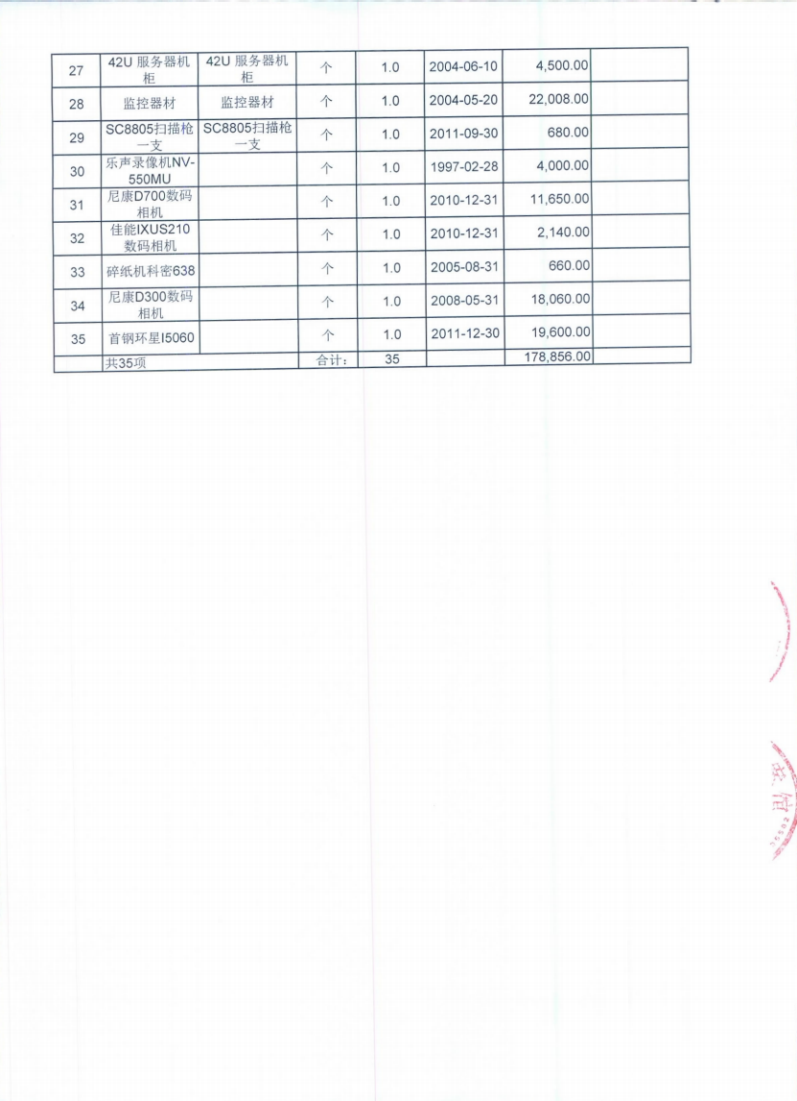 27 42U 服务器机柜 42U 服务器机柜 个 1.0 2004-06-10 4,500.00
28 监控器材 监控器材 个 1.0 2004-05-20 22,008.00
29 SC8805扫描枪一支 SC8805扫描枪一支 个 1.0 2011-09-30 680.00
30 乐声录像机NV-550MU 个 1.0 1997-02-28 4,000.00
31 尼康D700数码相机 个 1.0 2010-12-31 11,650.00
32 佳能IXUS210数码相机 个 1.0 2010-12-31 2,140.00
33 碎纸机科密638 个 1.0 2005-08-31 660.00
34 尼康D300数码相机 个 1.0 2008-05-31 18,060.00
35 首钢环星I5060 个 1.0 2011-12-30 19,600.00
共35项 合计： 35 178,856.00